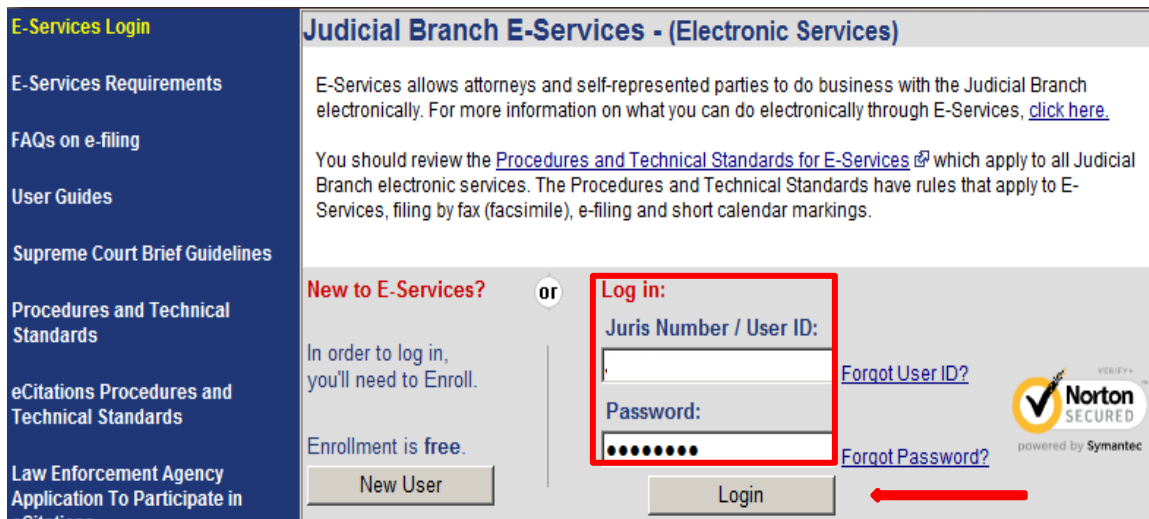 E-Services Login
E-Services Requirements
FAQs on e-filing
User Guides
Supreme Court Brief Guidelines
Procedures and Technical
Standards
eCitations Procedures and
Technical Standards
Law Enforcement Agency
Application To Participate in
Judicial Branch E-Services - (Electronic Services)
E-Services allows attorneys and self-represented parties to do business with the Judicial Branch
electronically. For more information on what you can do electronically through E-Services, click here.
You should review the Procedures and Technical Standards for E-Services which apply to all Judicial
Branch electronic services. The Procedures and Technical Standards have rules that apply to E-
Services, filing by fax (facsimile), e-filing and short calendar markings.
New to E-Services?
or
In order to log in,
you'll need to Enroll.
Enrollment is free.
New User
Log in:
Juris Number / User ID:
Forgot User ID?
Password:
••••••••
Forgot Password?
Login
VERIFY▸
Norton
SECURED
powered by Symantec